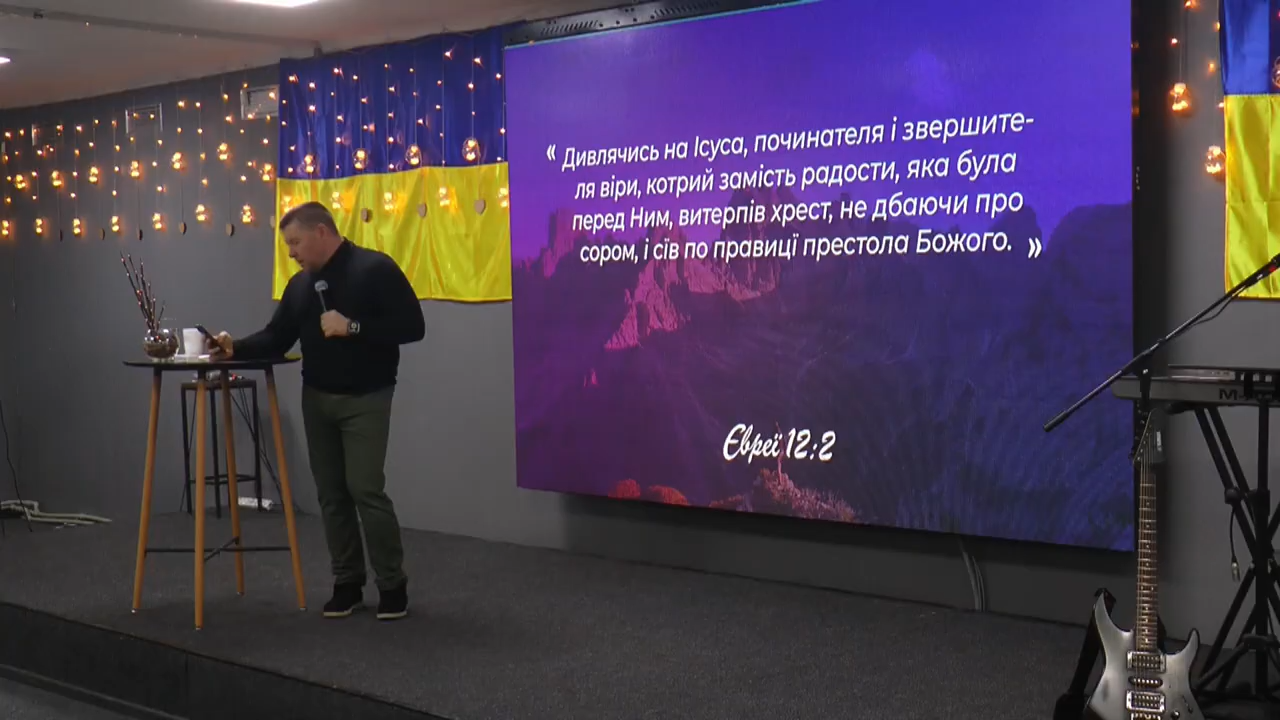 « Дивлячись на Ісуса, починателя і звершите-
ля віри, котрий замість радости, яка була
перед Ним, витерпів хрест, не дбаючи про
сором, і сїв по правиці престола Божого. »
Євреї 12:2